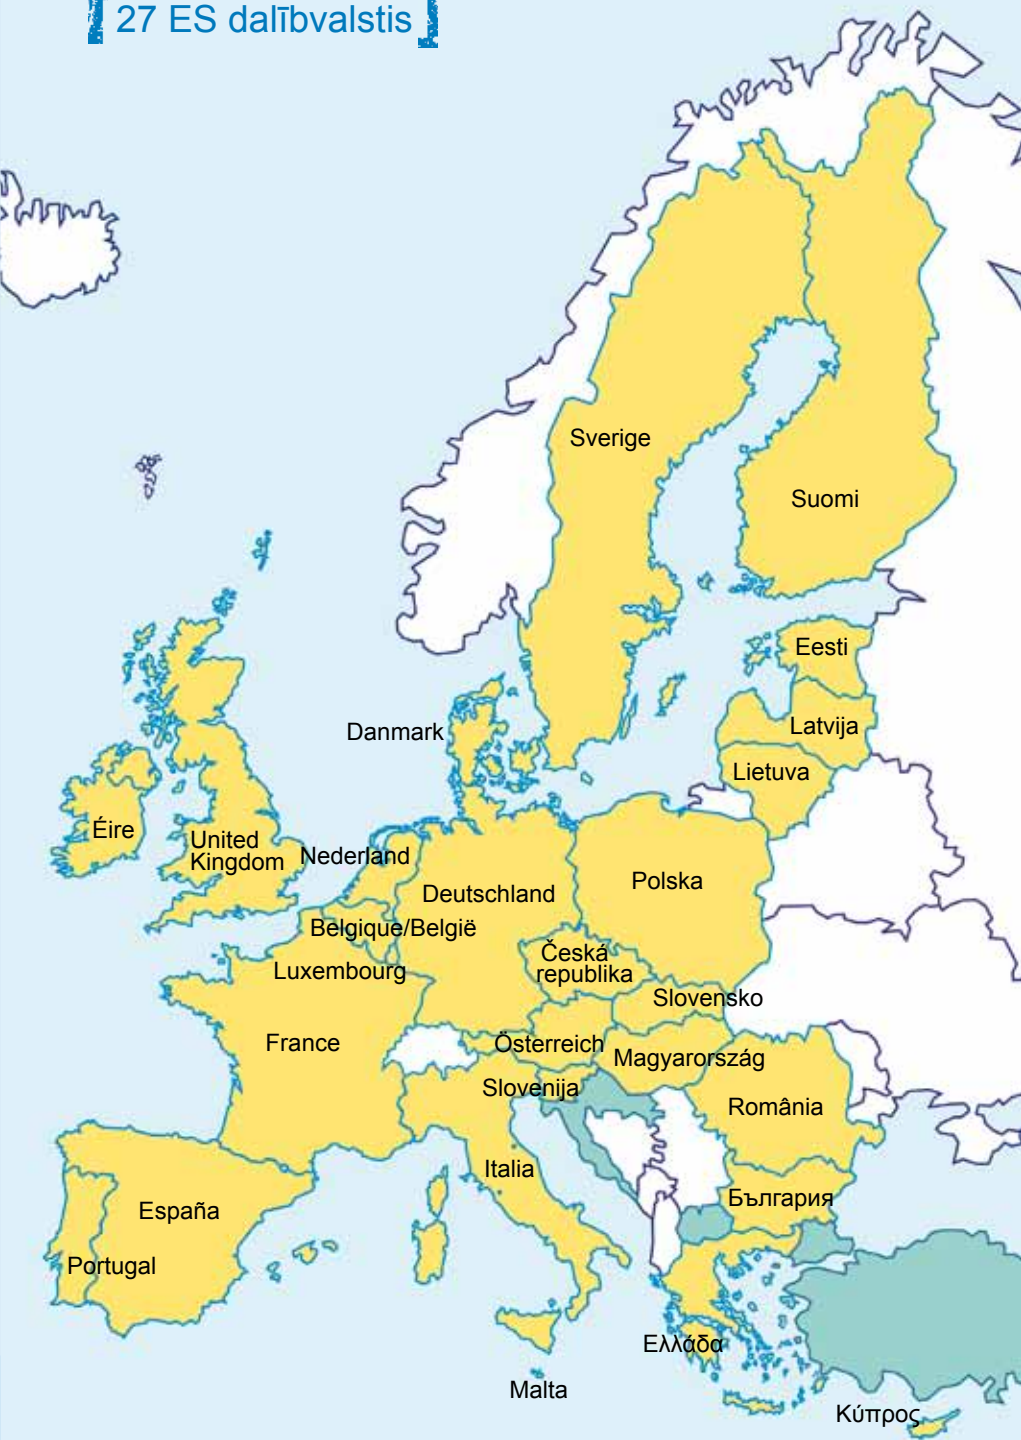 27 ES dalībvalstis
Sverige
Suomi
Eesti
Danmark
Latvija
Lietuva
Éire
United
Kingdom
Nederland
Polska
Deutschland
Belgique/België
Česká
republika
Luxembourg
Slovensko
France
Österreich
Magyarország
Slovenija
România
Italia
България
España
Portugal
Ελλάδα
Malta
Κύπρος